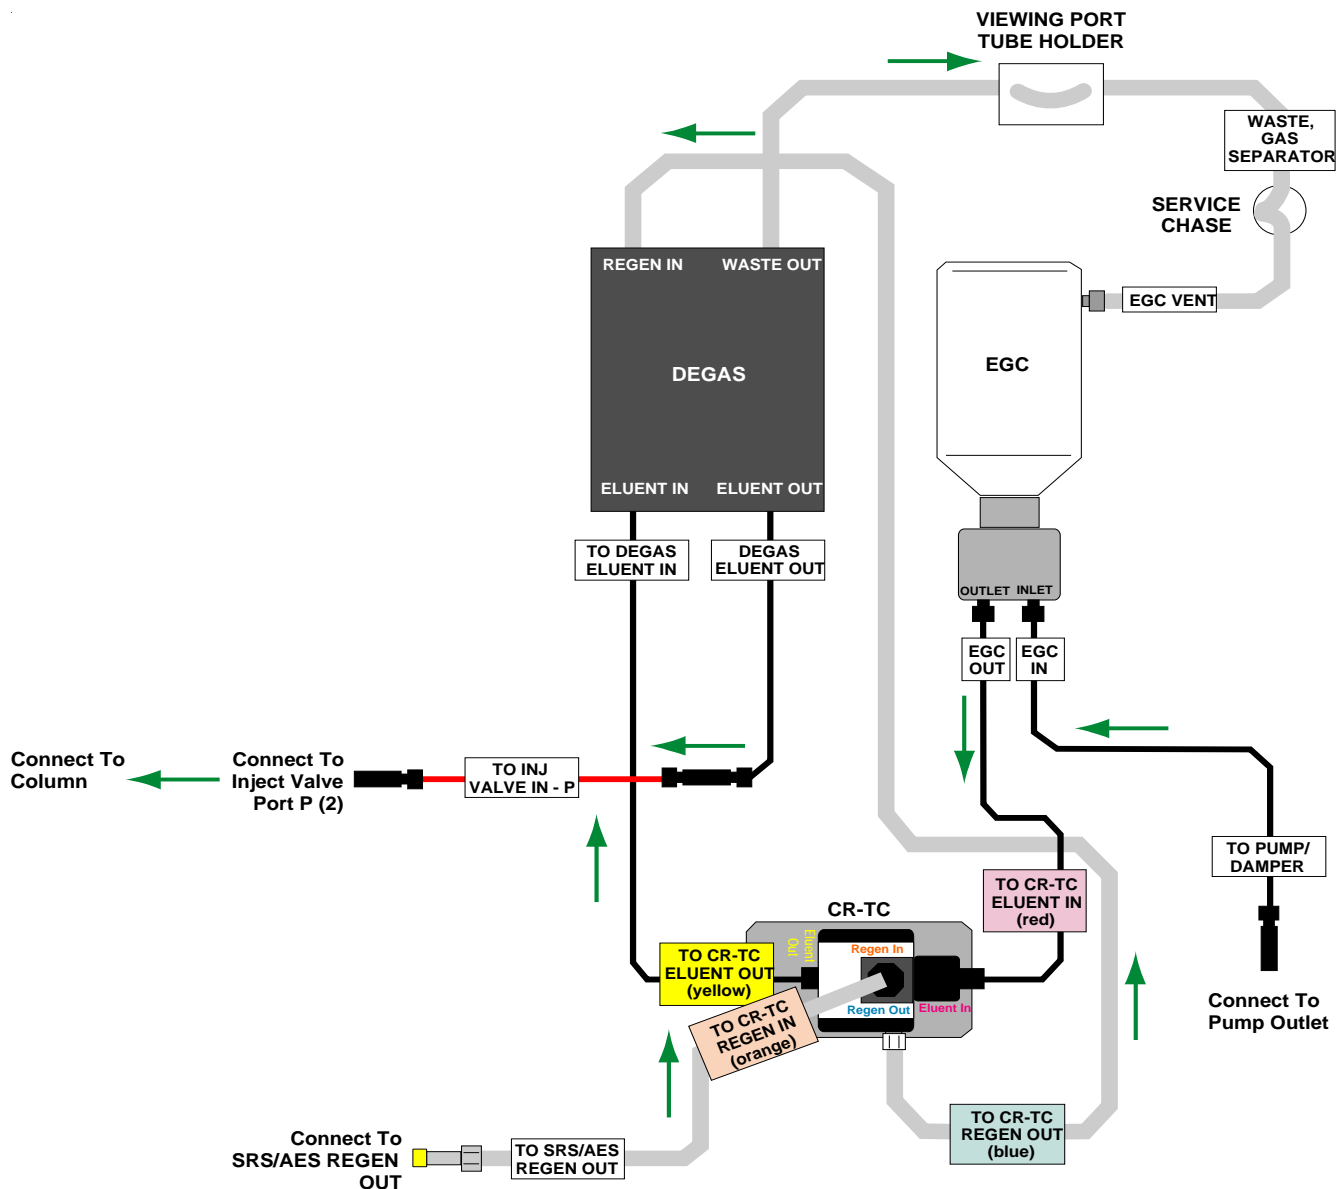 VIEWING PORT
TUBE HOLDER
WASTE,
GAS
SEPARATOR
SERVICE
CHASE
REGEN IN
WASTE OUT
EGC VENT
DEGAS
EGC
ELUENT IN
ELUENT OUT
TO DEGAS
ELUENT IN
DEGAS
ELUENT OUT
OUTLET
INLET
EGC
OUT
EGC
IN
Connect To
Column
Connect To
Inject Valve
Port P (2)
TO INJ
VALVE IN - P
TO PUMP/
DAMPER
TO CR-TC
ELUENT IN
(red)
CR-TC
Eluent
Out
Regen In
TO CR-TC
ELUENT OUT
(yellow)
Regen Out
Eluent In
TO CR-TC
REGEN IN
(orange)
Connect To
Pump Outlet
TO CR-TC
REGEN OUT
(blue)
Connect To
SRS/AES REGEN
OUT
TO SRS/AES
REGEN OUT